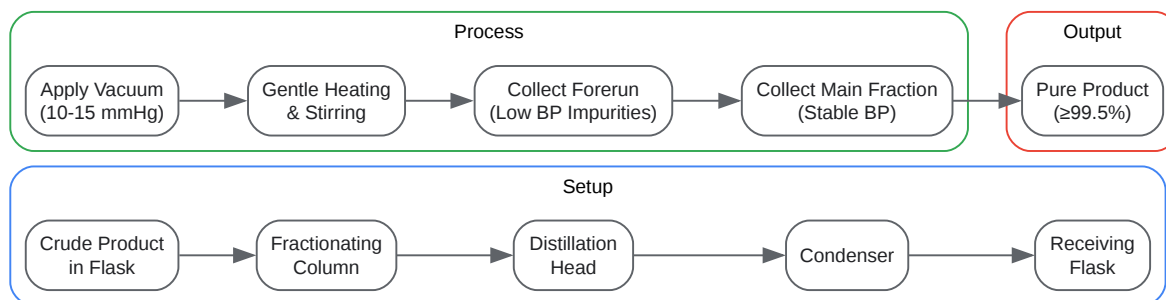 Process
Output
Apply Vacuum
(10-15 mmHg)
Gentle Heating
& Stirring
Collect Forerun
(Low BP Impurities)
Collect Main Fraction
(Stable BP)
Pure Product
(≥99.5%)
Setup
Crude Product
in Flask
Fractionating
Column
Distillation
Head
Condenser
Receiving
Flask